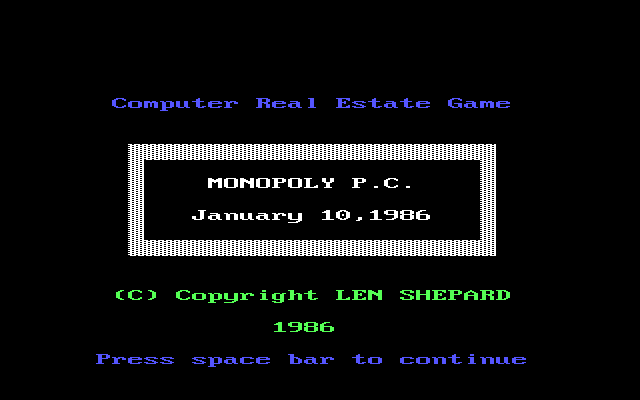 Computer Real Estate Game
MONOPOLY P.C.
January 10,1986
(C) Copyright LEN SHEPARD
1986
Press space bar to continue